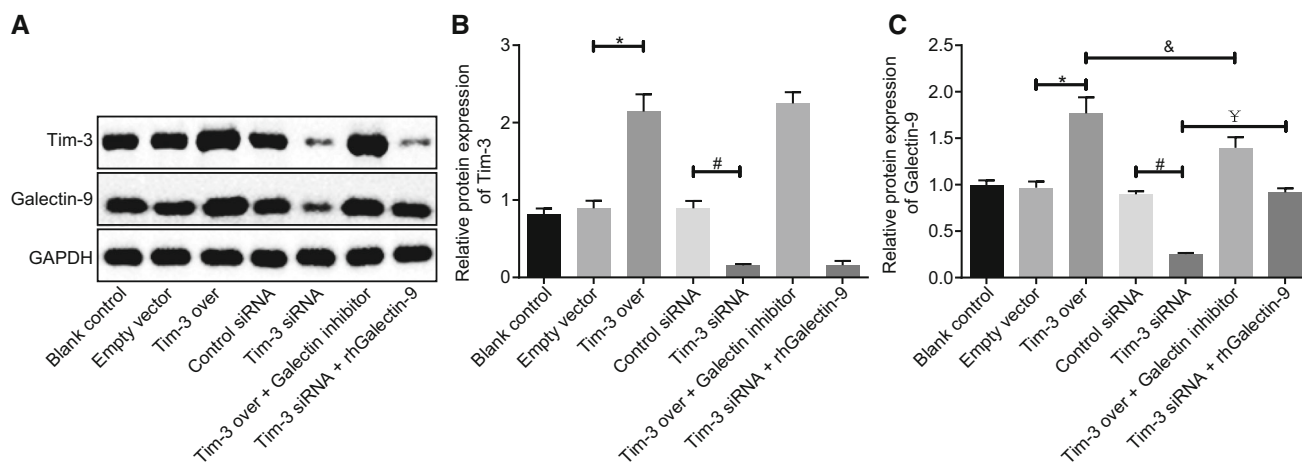 A
Tim-3
Galectin-9
GAPDH
Blank control
Empty vector
Tim-3 over
Control siRNA
Tim-3 siRNA
Tim-3 over + Galectin inhibitor
Tim-3 siRNA + rhGalectin-9
B
Relative protein expression
of Tim-3
3
2
1
0
*
#
Blank control
Empty vector
Tim-3 over
Control siRNA
Tim-3 siRNA
Tim-3 over + Galectin inhibitor
Tim-3 siRNA + rhGalectin-9
C
Relative protein expression
of Galectin-9
2.5
2.0
1.5
1.0
0.5
0.0
&
*
¥
#
Blank control
Empty vector
Tim-3 over
Control siRNA
Tim-3 siRNA
Tim-3 over + Galectin inhibitor
Tim-3 siRNA + rhGalectin-9